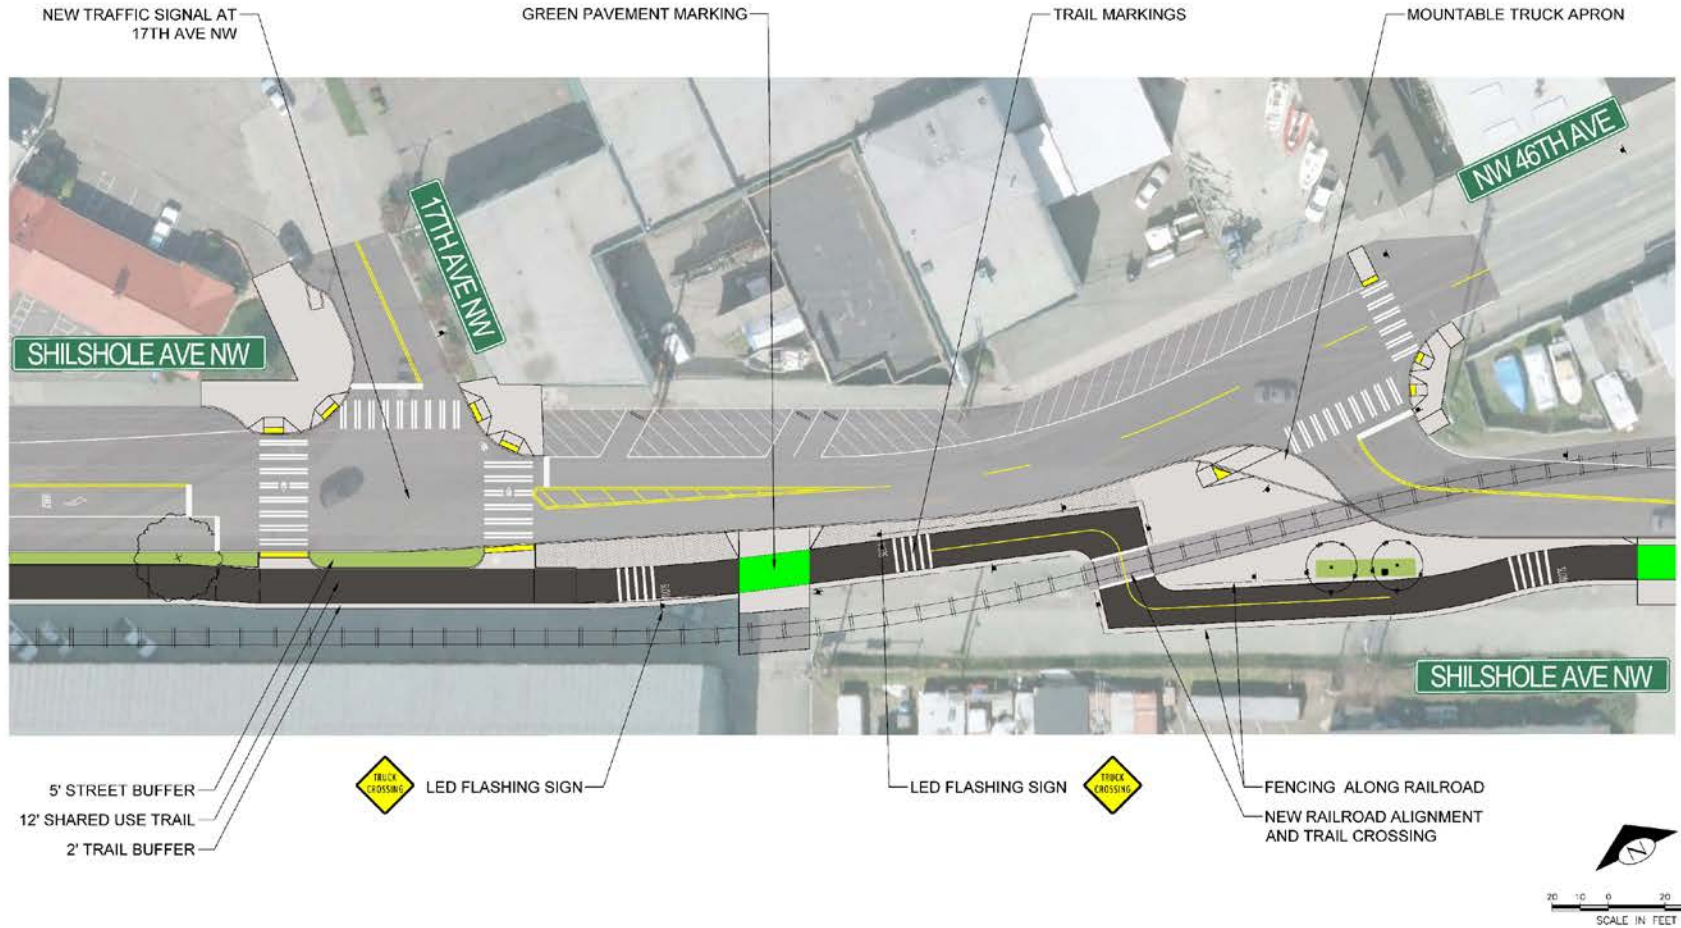 NEW TRAFFIC SIGNAL AT
17TH AVE NW
GREEN PAVEMENT MARKING
TRAIL MARKINGS
MOUNTABLE TRUCK APRON
NW 46TH AVE
17TH AVE NW
SHILSHOLE AVE NW
SHILSHOLE AVE NW
5' STREET BUFFER
12' SHARED USE TRAIL
2' TRAIL BUFFER
TRUCK
CROSSING
LED FLASHING SIGN
LED FLASHING SIGN
TRUCK
CROSSING
FENCING ALONG RAILROAD
NEW RAILROAD ALIGNMENT
AND TRAIL CROSSING
N
20 10 0 20
SCALE IN FEET